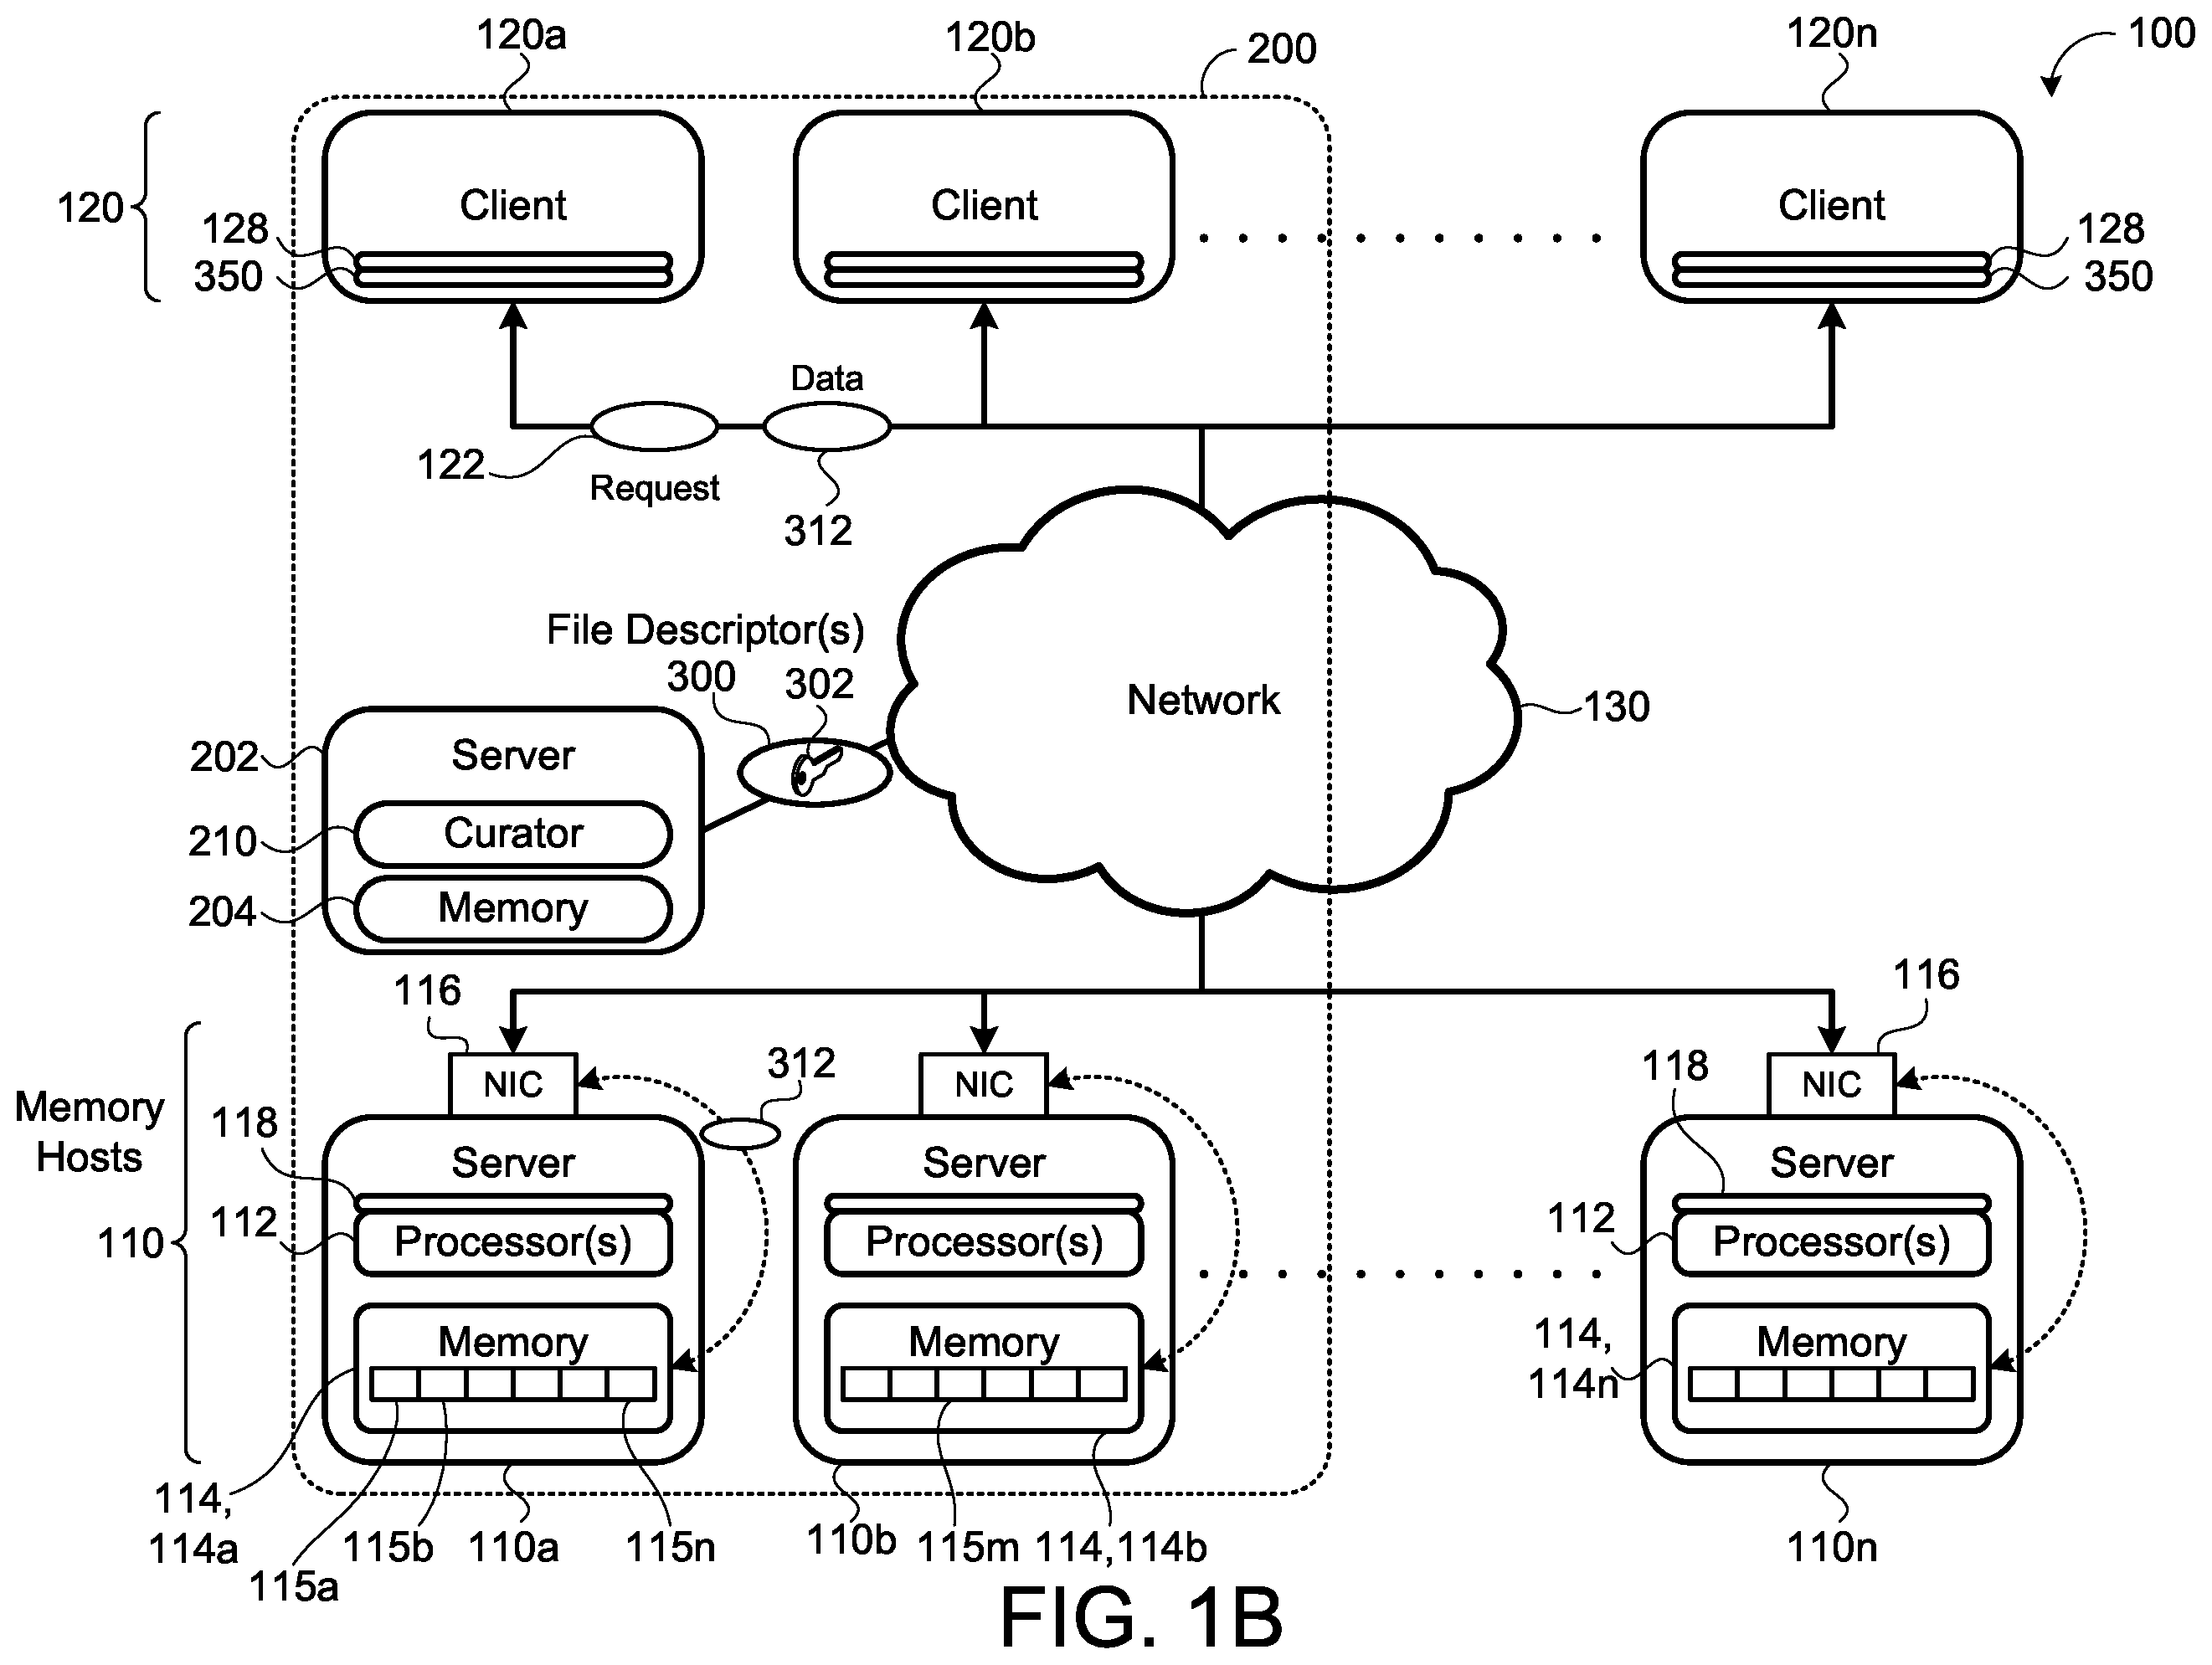 120a
120b
200
120n
100
120
Client
Client
Client
128
350
128
350
Data
122
Request
312
File Descriptor(s)
300
302
Network
130
202
Server
210
Curator
204
Memory
116
116
NIC
312
NIC
118
NIC
Memory
Hosts
110
118
Server
Server
Server
112
Processor(s)
Processor(s)
112
Processor(s)
Memory
Memory
114,
114n
Memory
114,
114a
115a
115b
110a
115n
110b
115m
114,114b
110n
FIG. 1B